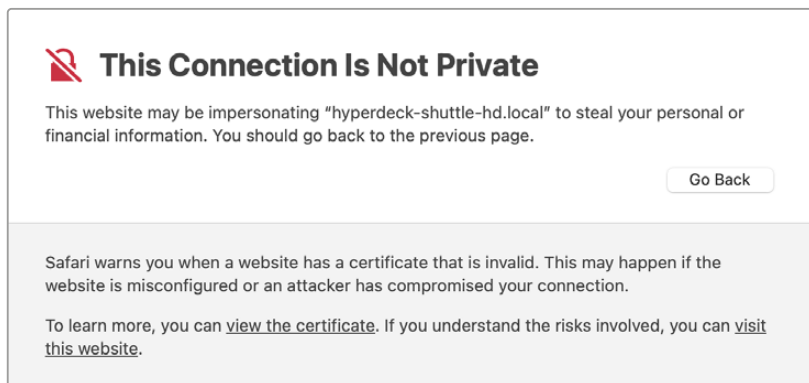 This Connection Is Not Private
This website may be impersonating “hyperdeck-shuttle-hd.local” to steal your personal or
financial information. You should go back to the previous page.
Go Back
Safari warns you when a website has a certificate that is invalid. This may happen if the
website is misconfigured or an attacker has compromised your connection.
To learn more, you can view the certificate. If you understand the risks involved, you can visit
this website.